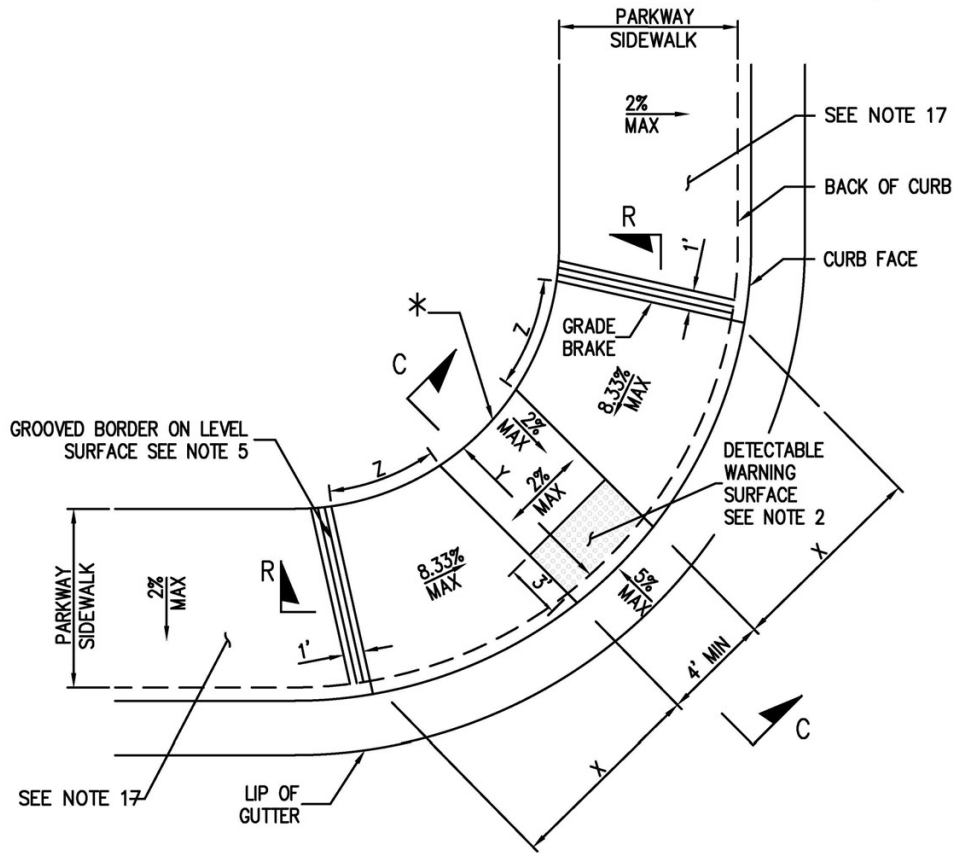 PARKWAY
SIDEWALK
2%
MAX
SEE NOTE 17
BACK OF CURB
R
1'
CURB FACE
*
Z
GRADE
BRAKE
C
8.33%
MAX
GROOVED BORDER ON LEVEL
SURFACE SEE NOTE 5
2%
MAX
Z
Y
2%
MAX
DETECTABLE
WARNING
SURFACE
SEE NOTE 2
X
PARKWAY
SIDEWALK
2%
MAX
R
8.33%
MAX
3'
5%
MAX
1'
4' MIN
C
X
SEE NOTE 17
LIP OF
GUTTER